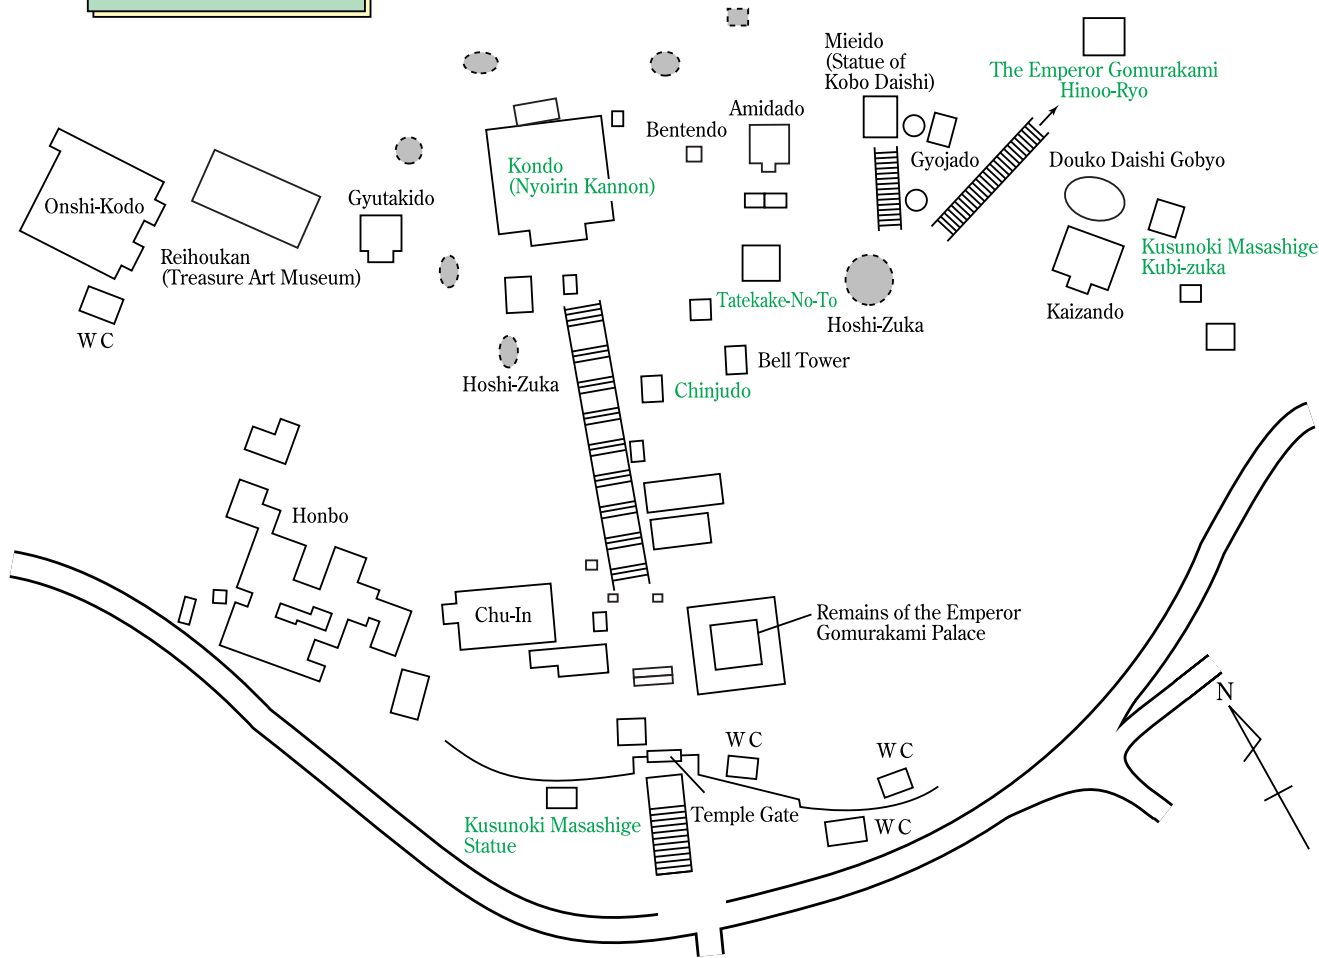 Mieido
(Statue of
Kobo Daishi)
The Emperor Gomurakami
Hinoo-Ryo
Amidado
Bentendo
Kondo
(Nyoirin Kannon)
Gyojado
Douko Daishi Gobyo
Onshi-Kodo
Gyutakido
Reihoukan
(Treasure Art Museum)
Kusunoki Masashige
Kubi-zuka
Tatekake-No-To
Hoshi-Zuka
Kaizando
W C
Bell Tower
Hoshi-Zuka
Chinjudo
Honbo
Chu-In
Remains of the Emperor
Gomurakami Palace
N
W C
W C
Temple Gate
Kusunoki Masashige
Statue
W C